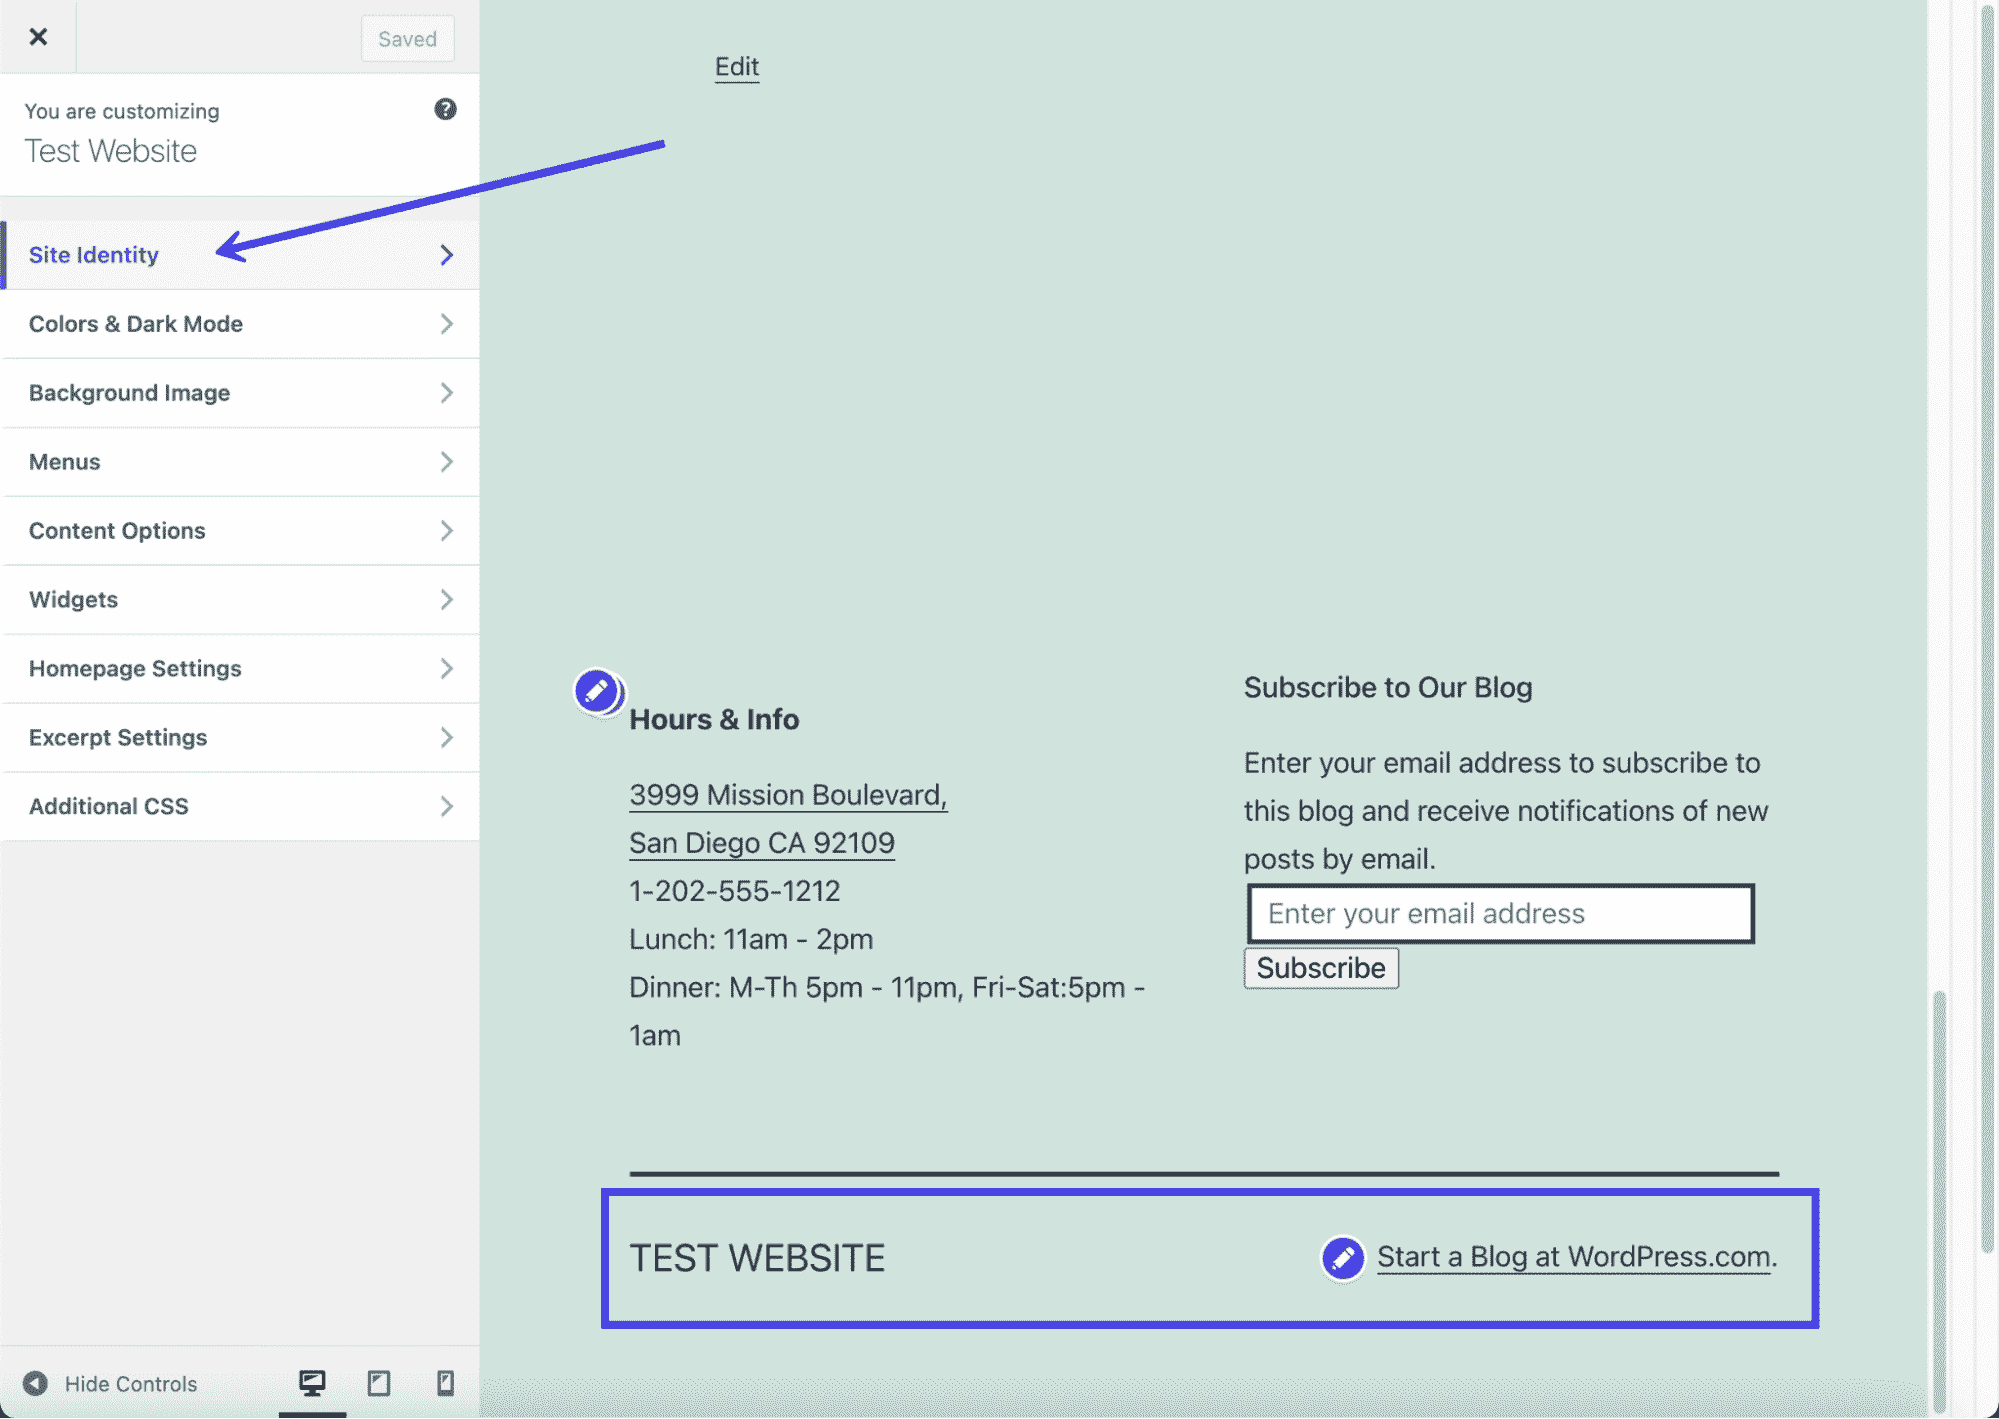 Saved
You are customizing
Test Website
Site Identity
Colors & Dark Mode
Background Image
Menus
Content Options
Widgets
Homepage Settings
Excerpt Settings
Additional CSS
Hide Controls
Edit
Hours & Info
3999 Mission Boulevard,
San Diego CA 92109
1-202-555-1212
Lunch: 11am - 2pm
Dinner: M-Th 5pm - 11pm, Fri-Sat:5pm -
1am
Subscribe to Our Blog
Enter your email address to subscribe to
this blog and receive notifications of new
posts by email.
Enter your email address
Subscribe
TEST WEBSITE
Start a Blog at WordPress.com.